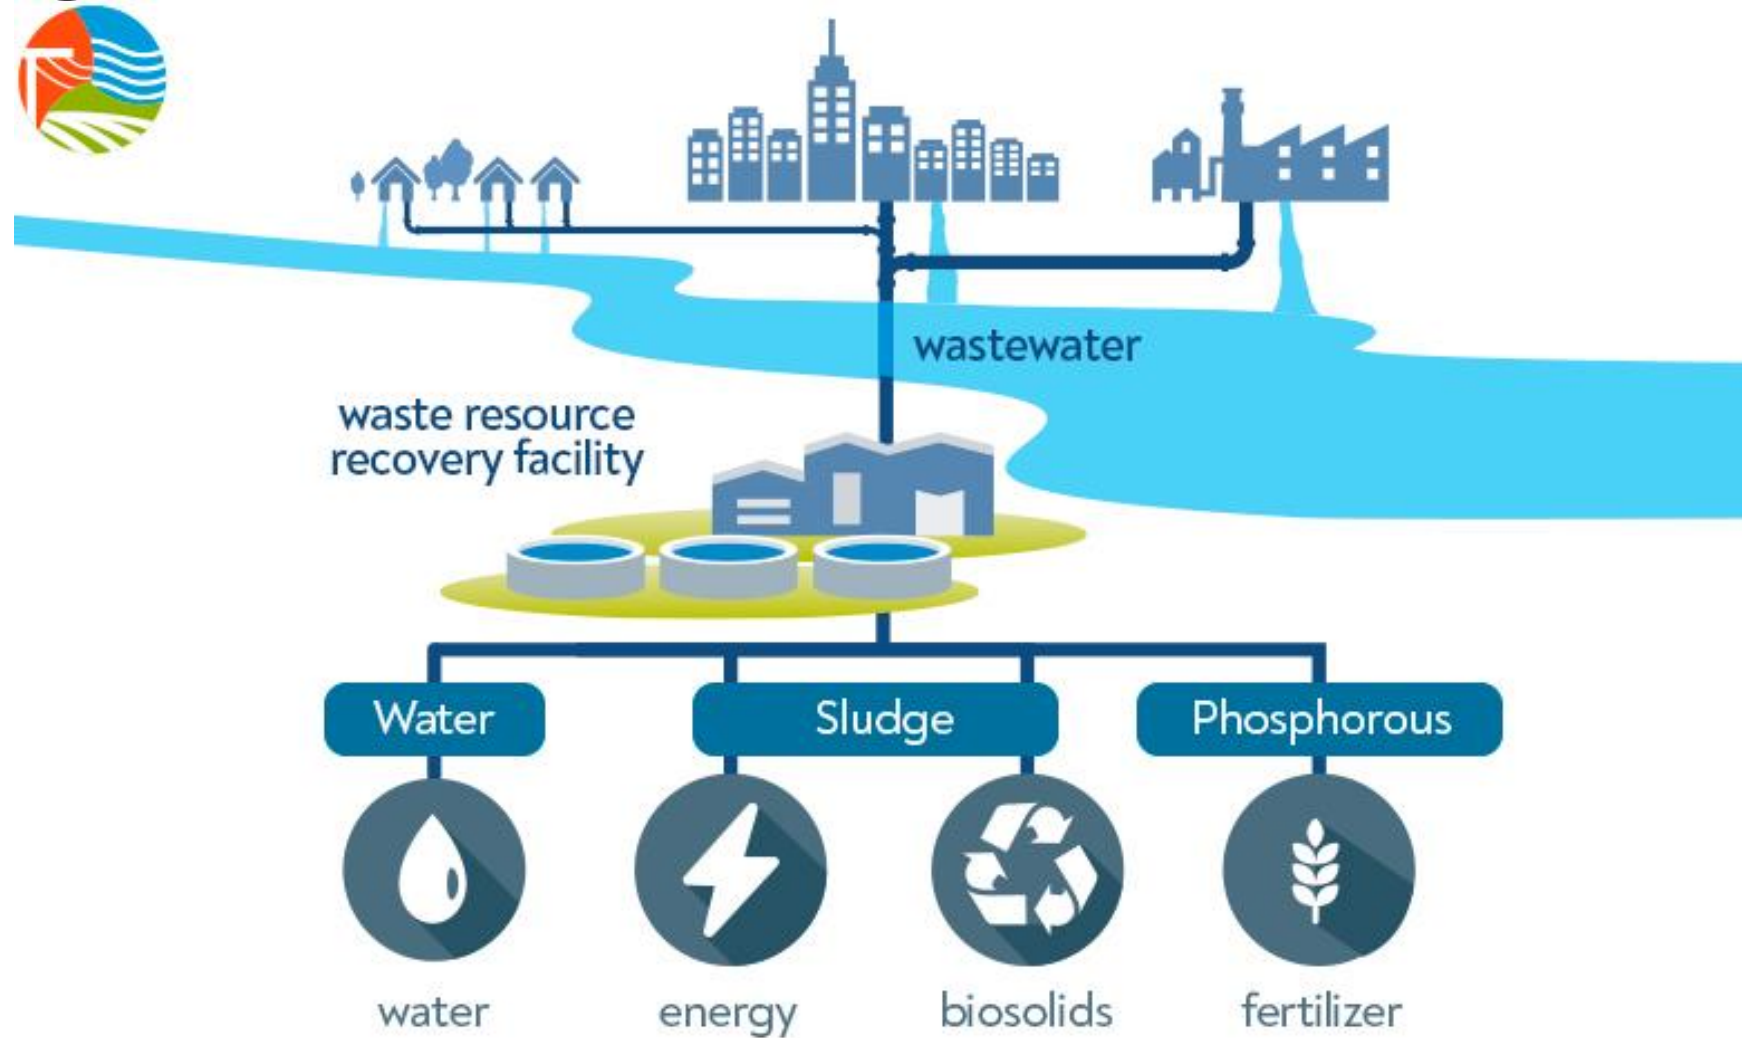 wastewater
waste resource
recovery facility
Water
Sludge
Phosphorous
water
energy
biosolids
fertilizer